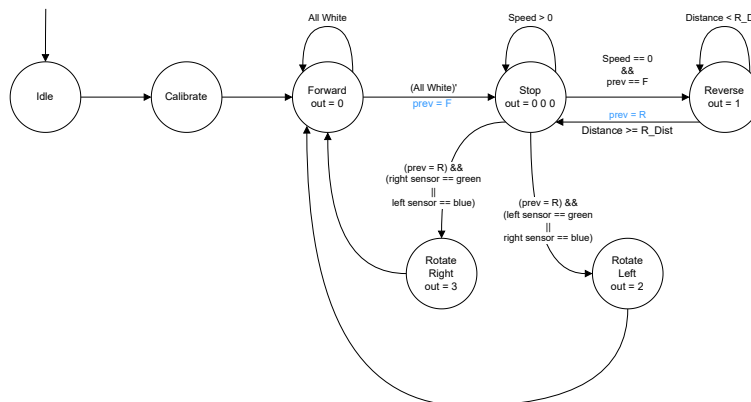 All White
Speed > 0
Distance < R_D
Idle
Calibrate
Forward
out = 0
(All White)'
prev = F
Stop
out = 0 0 0
Speed == 0
&&
prev == F
Reverse
out = 1
prev = R
Distance >= R_Dist
(prev = R) &&
(right sensor == green
||
left sensor == blue)
(prev = R) &&
(left sensor == green
||
right sensor == blue)
Rotate
Right
out = 3
Rotate
Left
out = 2